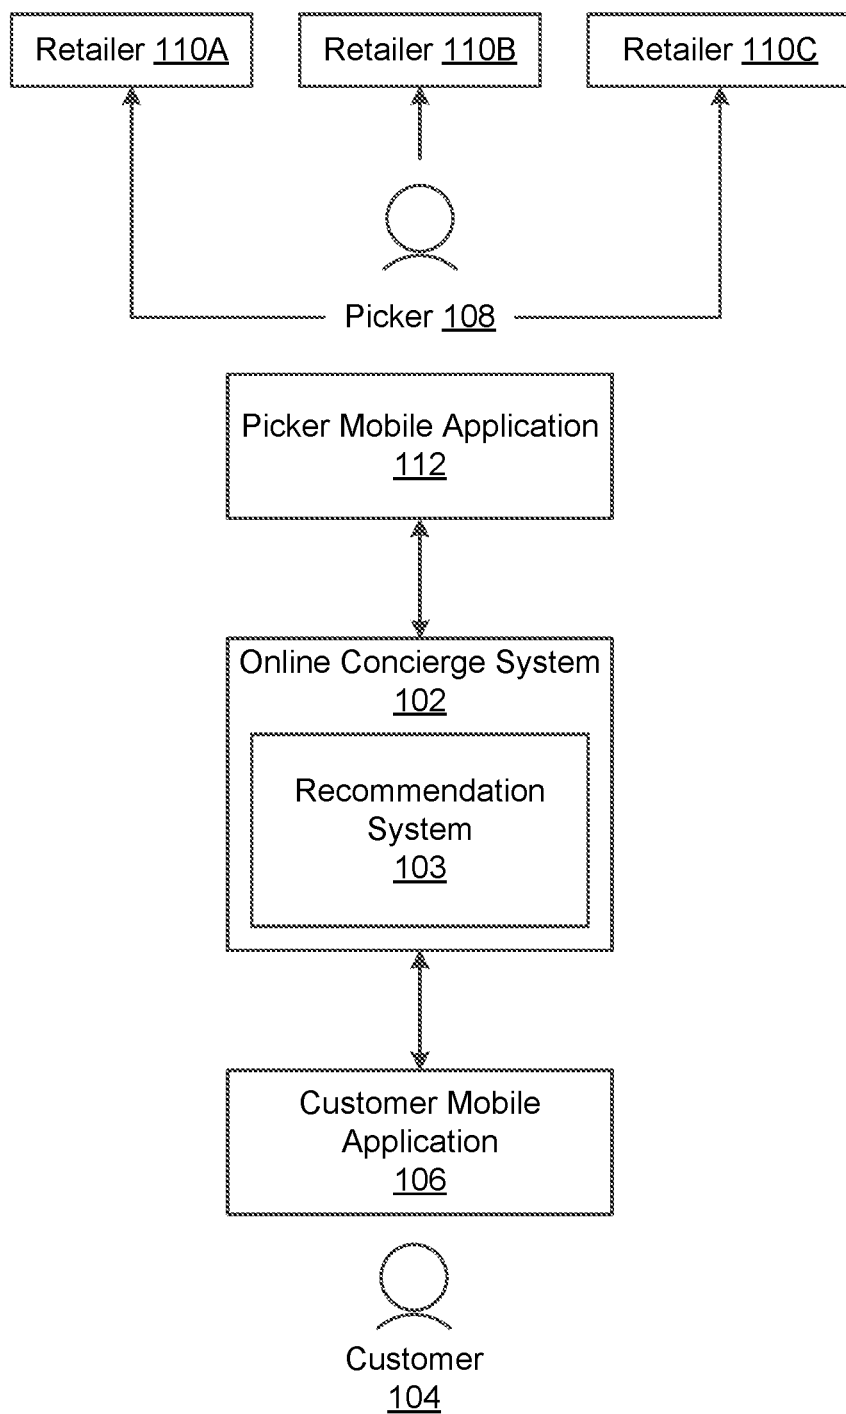 Retailer 110A
Retailer 110B
Retailer 110C
Picker 108
Picker Mobile Application
112
Online Concierge System
102
Recommendation
System
103
Customer Mobile
Application
106
Customer
104